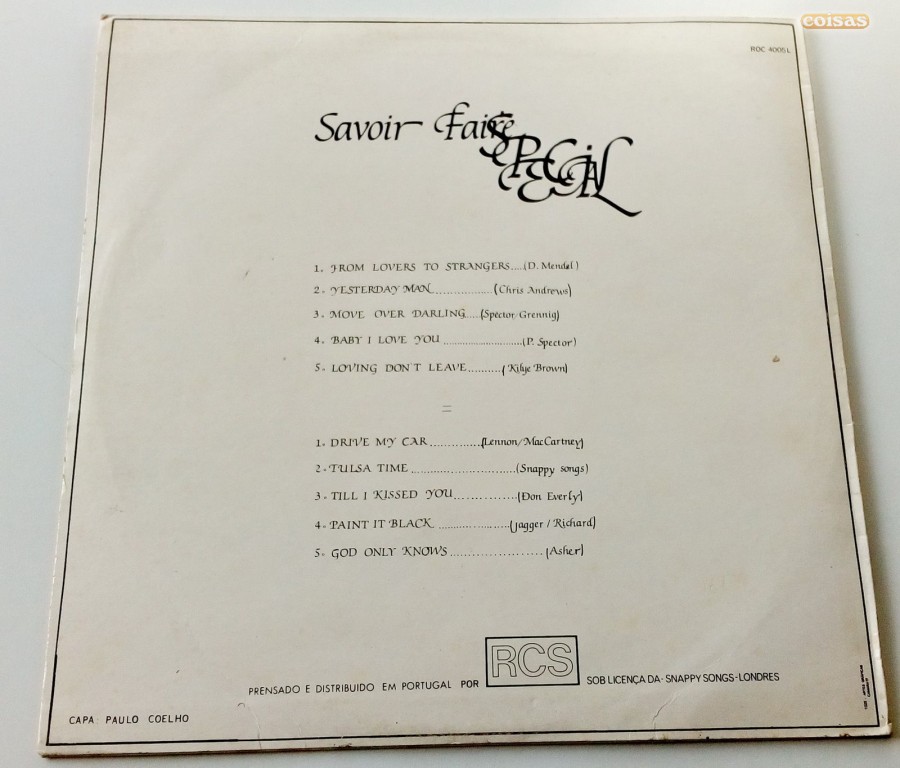 coisas
ROC 4005L
Savoir Faire
SPECIAL
1. FROM LOVERS TO STRANGERS....(D. Mendel)
2. YESTERDAY MAN...............(Chris Andrews)
3. MOVE OVER DARLING....(Spector/Grennig)
4. BABY I LOVE YOU ..........................(P. Spector)
5. LOVING DON'T LEAVE..........( Kilye Brown)
=
1. DRIVE MY CAR.............(Lennon/MacCartney)
2-TULSA TIME ...............................(Snappy songs)
3- TILL I KISSED YOU..............(Don Everly)
4- PAINT IT BLACK ....................(Jagger / Richard)
5- GOD ONLY KNOWS...................... (Asher)
PRENSADO E DISTRIBUIDO EM PORTUGAL POR RCS SOB LICENÇA DA- SNAPPY SONGS-LONDRES
CAPA PAULO COELHO